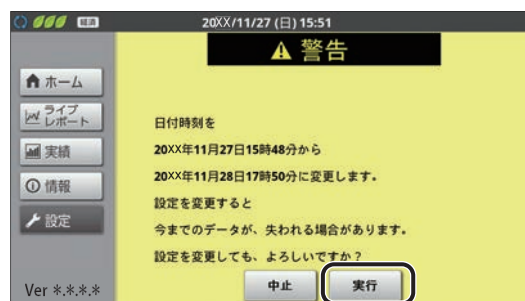 経済 20XX/11/27 (日) 15:51
警告
ホーム
ライブ
レポート
実績
情報
設定
日付時刻を
20XX年11月27日15時48分から
20XX年11月28日17時50分に変更します。
設定を変更すると
今までのデータが、失われる場合があります。
設定を変更しても、よろしいですか？
中止 実行
Ver *.*.*.*